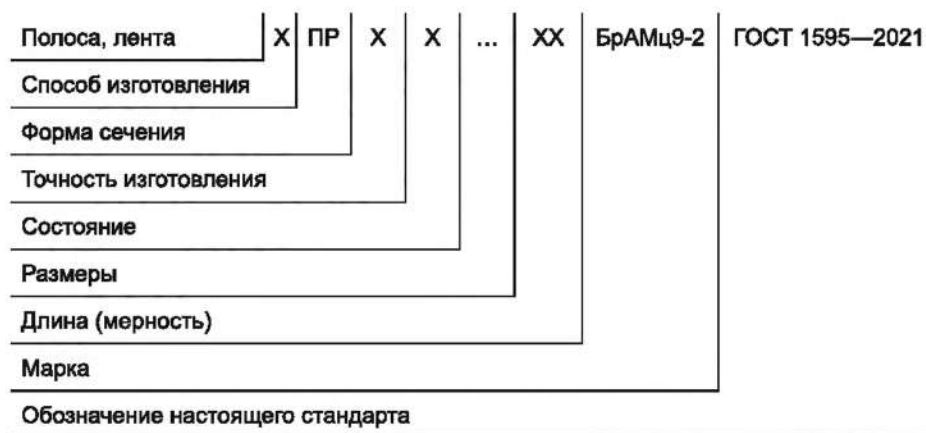 Полоса, лента Х ПР Х Х ... ХХ БрАМц9-2 ГОСТ 1595—2021
Способ изготовления
Форма сечения
Точность изготовления
Состояние
Размеры
Длина (мерность)
Марка
Обозначение настоящего стандарта